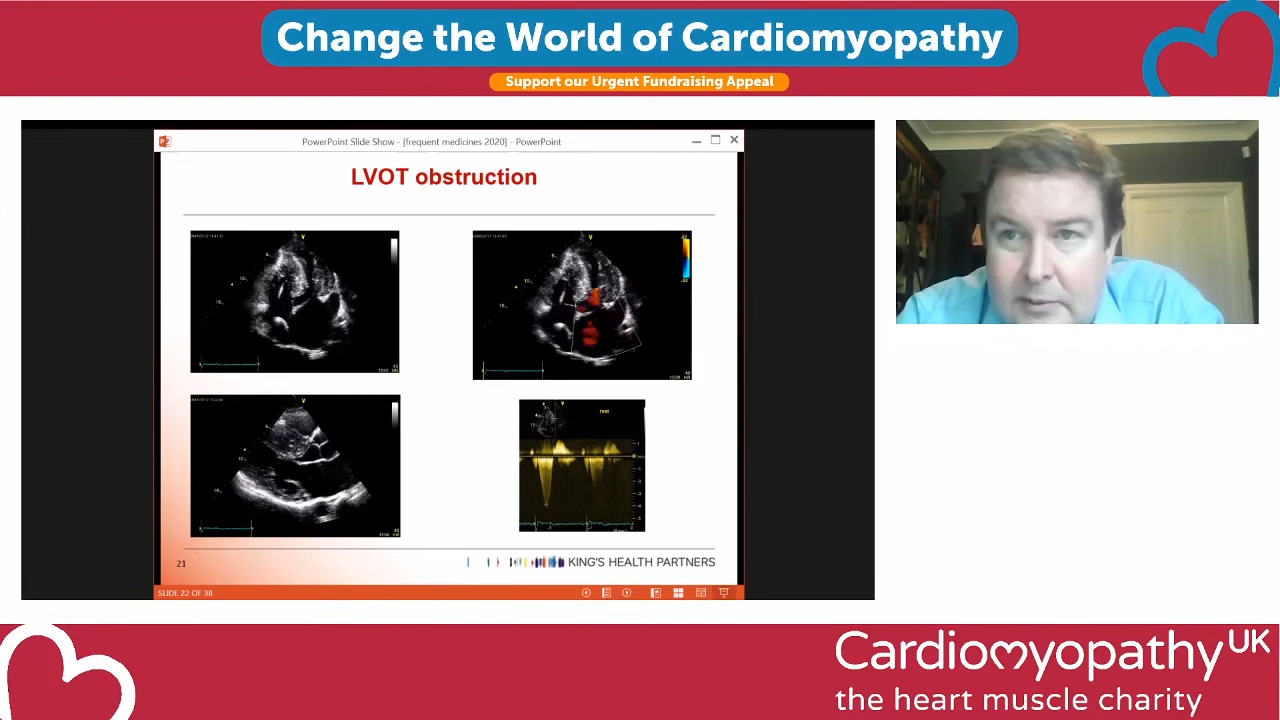 Change the World of Cardiomyopathy
Support our Urgent Fundraising Appeal
PowerPoint Slide Show - [frequent medicines 2020] - PowerPoint
LVOT obstruction
V
V
V
V
rest
21
KING'S HEALTH PARTNERS
SLIDE 22 OF 38
Cardiomyopathy UK
the heart muscle charity